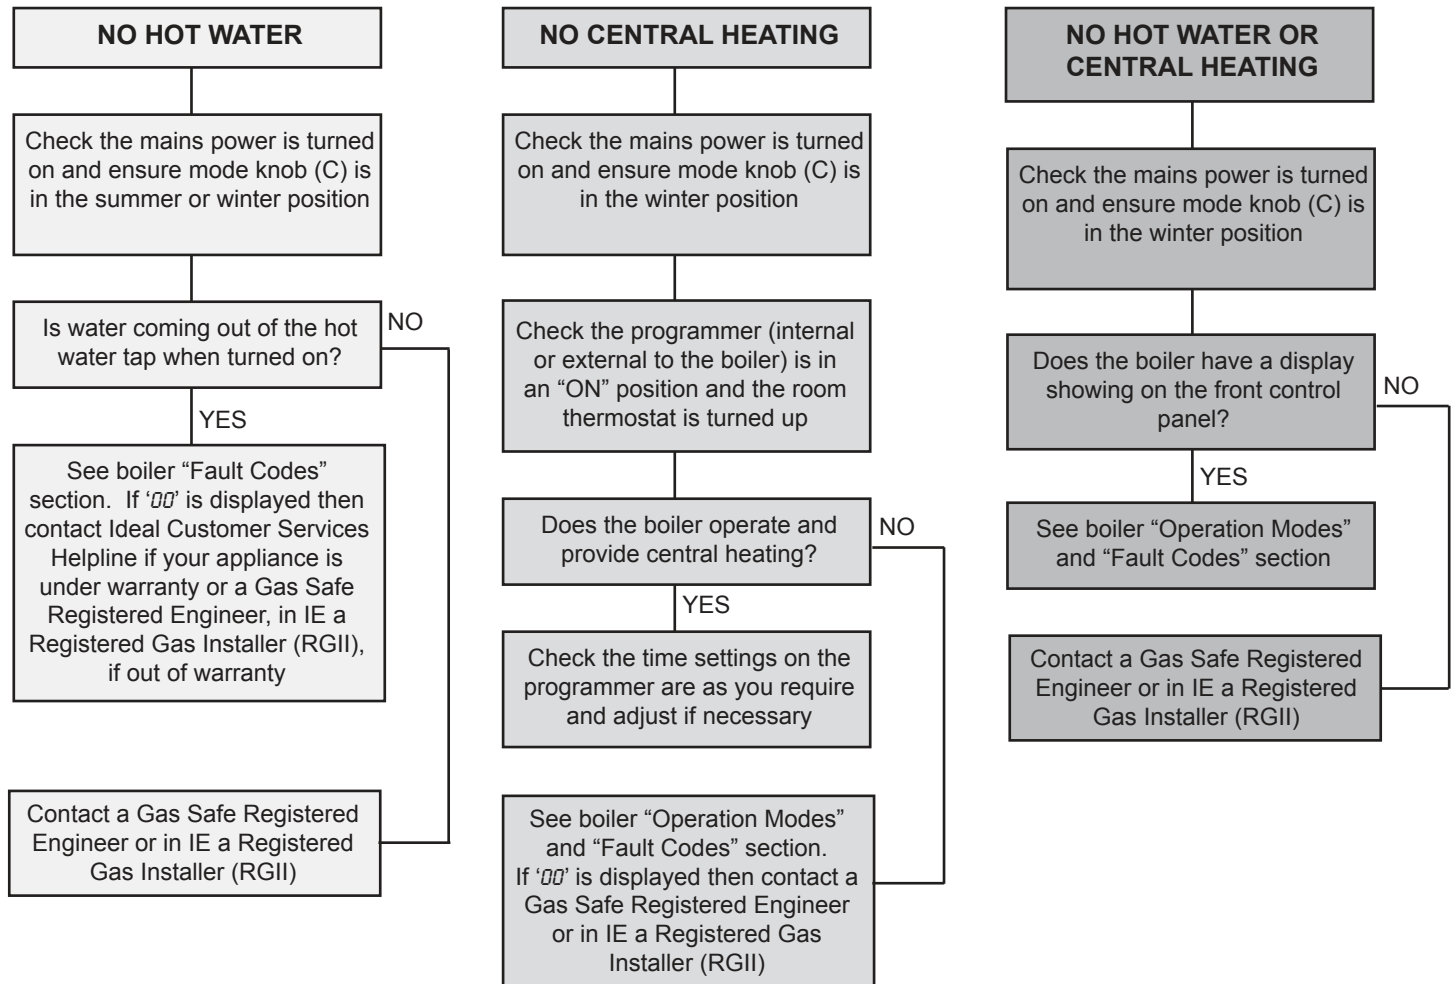 NO HOT WATER
Check the mains power is turned
on and ensure mode knob (C) is
in the summer or winter position
Is water coming out of the hot
water tap when turned on?
NO
YES
See boiler “Fault Codes”
section.  If ‘00’ is displayed then
contact Ideal Customer Services
Helpline if your appliance is
under warranty or a Gas Safe
Registered Engineer, in IE a
Registered Gas Installer (RGII),
if out of warranty
Contact a Gas Safe Registered
Engineer or in IE a Registered
Gas Installer (RGII)
NO CENTRAL HEATING
Check the mains power is turned
on and ensure mode knob (C) is
in the winter position
Check the programmer (internal
or external to the boiler) is in
an “ON” position and the room
thermostat is turned up
Does the boiler operate and
provide central heating?
NO
YES
Check the time settings on the
programmer are as you require
and adjust if necessary
See boiler “Operation Modes”
and “Fault Codes” section.
If ‘00’ is displayed then contact a
Gas Safe Registered Engineer
or in IE a Registered Gas
Installer (RGII)
NO HOT WATER OR
CENTRAL HEATING
Check the mains power is turned
on and ensure mode knob (C) is
in the winter position
Does the boiler have a display
showing on the front control
panel?
NO
YES
See boiler “Operation Modes”
and “Fault Codes” section
Contact a Gas Safe Registered
Engineer or in IE a Registered
Gas Installer (RGII)